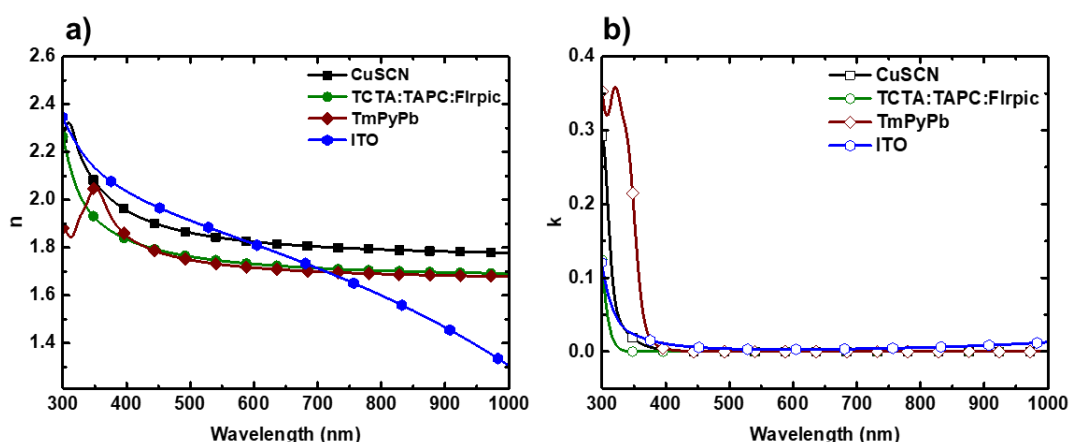 a)
2.6
2.4
2.2
2.0
1.8
1.6
1.4
n
300 400 500 600 700 800 900 1000
Wavelength (nm)
CuSCN
TCTA:TAPC:FIrpic
TmPyPb
ITO
b)
0.4
0.3
0.2
0.1
0.0
k
300 400 500 600 700 800 900 1000
Wavelength (nm)
CuSCN
TCTA:TAPC:FIrpic
TmPyPb
ITO